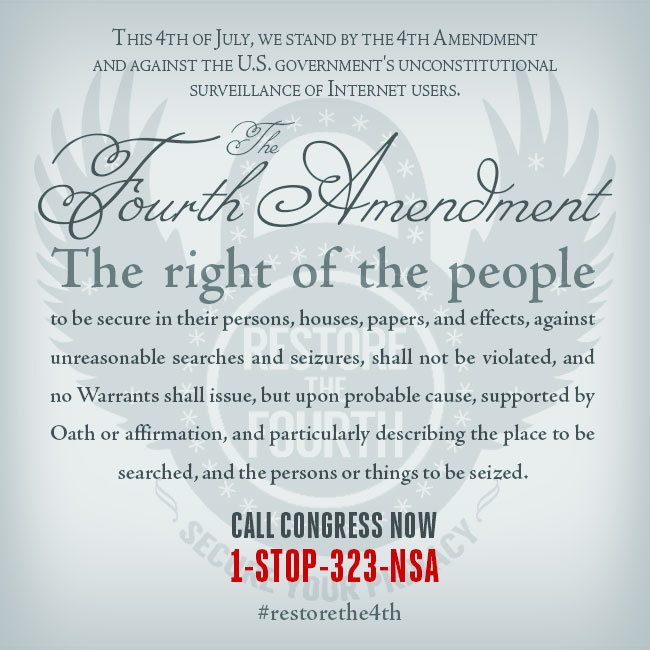 This 4th of July, we stand by the 4th Amendment
and against the U.S. government's unconstitutional
surveillance of Internet users.
The
Fourth Amendment
The right of the people
to be secure in their persons, houses, papers, and effects, against
unreasonable searches and seizures, shall not be violated, and
no Warrants shall issue, but upon probable cause, supported by
Oath or affirmation, and particularly describing the place to be
searched, and the persons or things to be seized.
RESTORE
THE
FOURTH
SECURE YOUR PRIVACY
CALL CONGRESS NOW
1-STOP-323-NSA
#restorethe4th